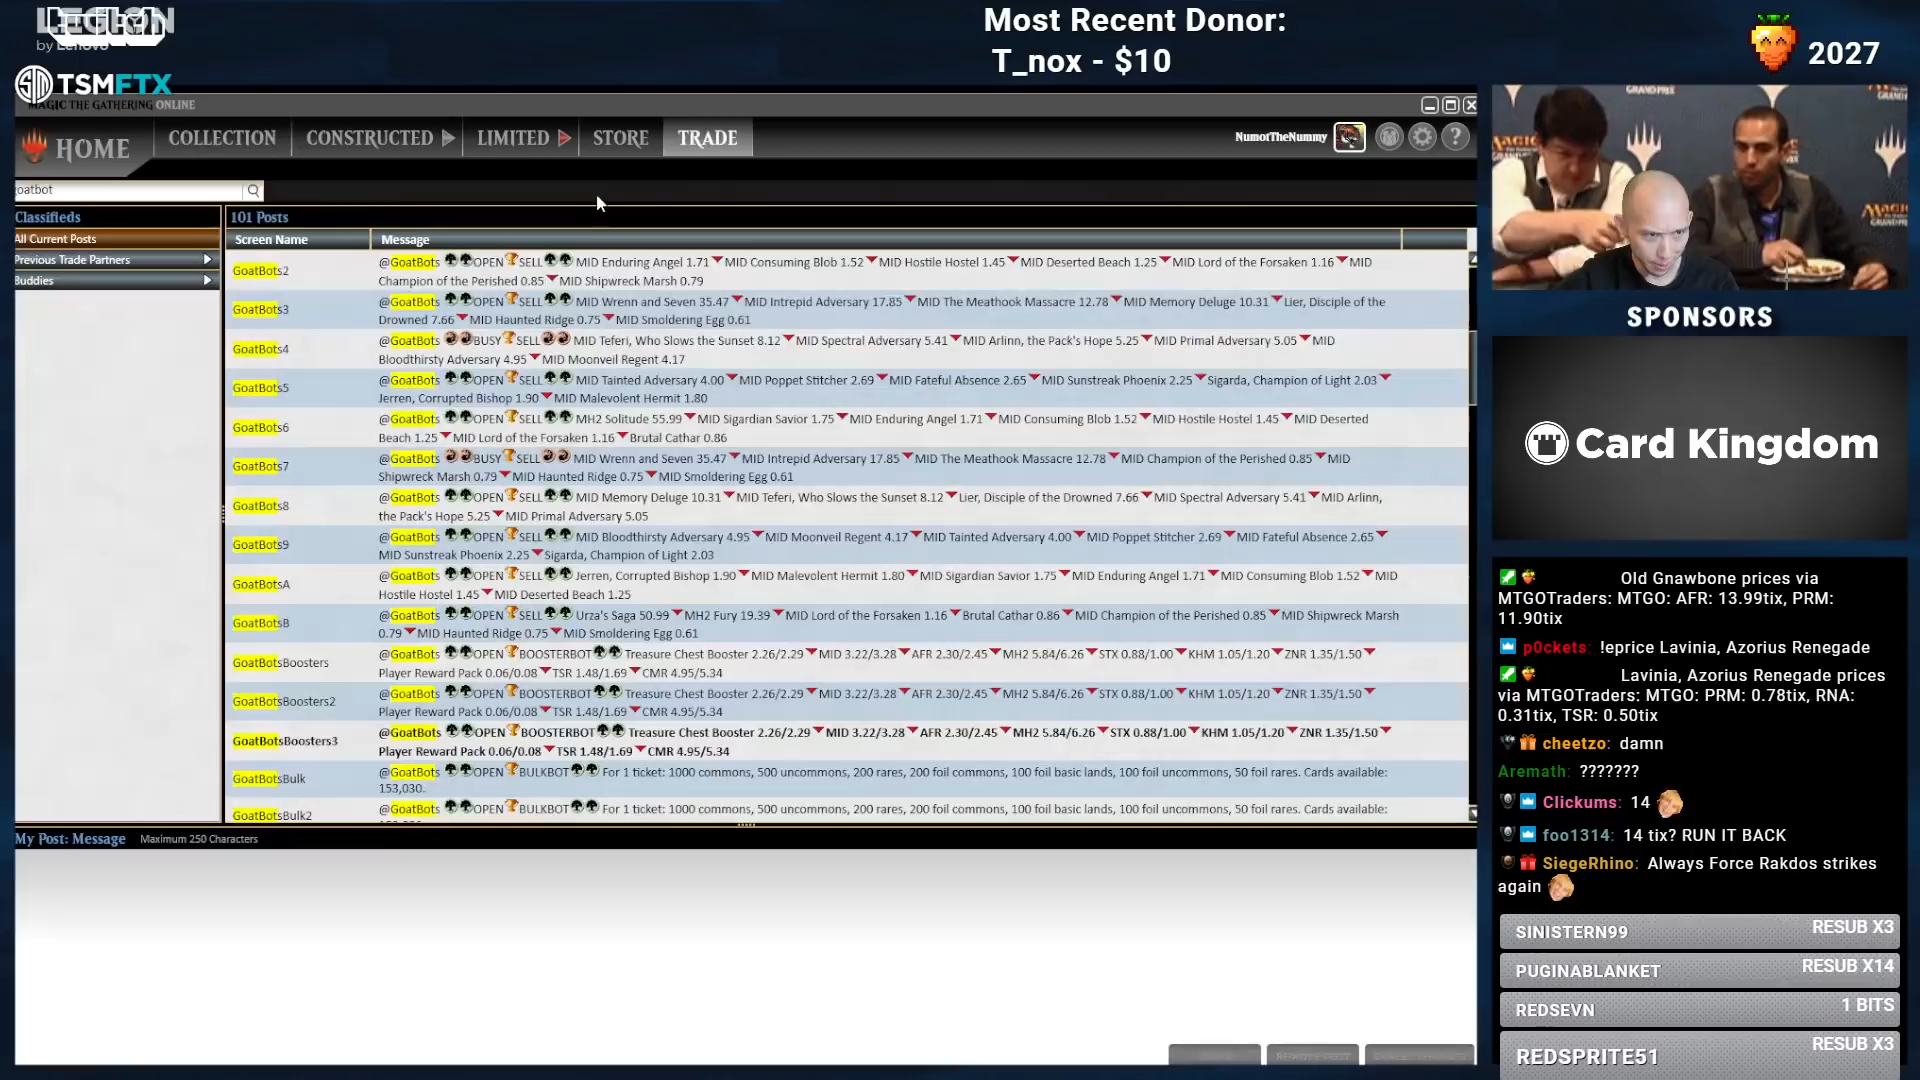 LEGION
by Lenovo
TSMFTX
Most Recent Donor:
T_nox - $10
2027
MAGIC THE GATHERING ONLINE
HOME
COLLECTION
CONSTRUCTED
LIMITED
STORE
TRADE
NumotTheNummy
?
oatbot
Classifieds
All Current Posts
Previous Trade Partners
Buddies
101 Posts
Screen Name
Message
GoatBots2
@GoatBots OPEN SELL MID Enduring Angel 1.71 MID Consuming Blob 1.52 MID Hostile Hostel 1.45 MID Deserted Beach 1.25 MID Lord of the Forsaken 1.16 MID
Champion of the Perished 0.85 MID Shipwreck Marsh 0.79
GoatBots3
@GoatBots OPEN SELL MID Wrenn and Seven 35.47 MID Intrepid Adversary 17.85 MID The Meathook Massacre 12.78 MID Memory Deluge 10.31 Lier, Disciple of the
Drowned 7.66 MID Haunted Ridge 0.75 MID Smoldering Egg 0.61
GoatBots4
@GoatBots BUSY SELL MID Teferi, Who Slows the Sunset 8.12 MID Spectral Adversary 5.41 MID Arlinn, the Pack's Hope 5.25 MID Primal Adversary 5.05 MID
Bloodthirsty Adversary 4.95 MID Moonveil Regent 4.17
GoatBots5
@GoatBots OPEN SELL MID Tainted Adversary 4.00 MID Poppet Stitcher 2.69 MID Fateful Absence 2.65 MID Sunstreak Phoenix 2.25 Sigarda, Champion of Light 2.03
Jerren, Corrupted Bishop 1.90 MID Malevolent Hermit 1.80
GoatBots6
@GoatBots OPEN SELL MH2 Solitude 55.99 MID Sigardian Savior 1.75 MID Enduring Angel 1.71 MID Consuming Blob 1.52 MID Hostile Hostel 1.45 MID Deserted
Beach 1.25 MID Lord of the Forsaken 1.16 Brutal Cathar 0.86
GoatBots7
@GoatBots BUSY SELL MID Wrenn and Seven 35.47 MID Intrepid Adversary 17.85 MID The Meathook Massacre 12.78 MID Champion of the Perished 0.85 MID
Shipwreck Marsh 0.79 MID Haunted Ridge 0.75 MID Smoldering Egg 0.61
GoatBots8
@GoatBots OPEN SELL MID Memory Deluge 10.31 MID Teferi, Who Slows the Sunset 8.12 Lier, Disciple of the Drowned 7.66 MID Spectral Adversary 5.41 MID Arlinn,
the Pack's Hope 5.25 MID Primal Adversary 5.05
GoatBots9
@GoatBots OPEN SELL MID Bloodthirsty Adversary 4.95 MID Moonveil Regent 4.17 MID Tainted Adversary 4.00 MID Poppet Stitcher 2.69 MID Fateful Absence 2.65
MID Sunstreak Phoenix 2.25 Sigarda, Champion of Light 2.03
GoatBotsA
@GoatBots OPEN SELL Jerren, Corrupted Bishop 1.90 MID Malevolent Hermit 1.80 MID Sigardian Savior 1.75 MID Enduring Angel 1.71 MID Consuming Blob 1.52 MID
Hostile Hostel 1.45 MID Deserted Beach 1.25
GoatBotsB
@GoatBots OPEN SELL Urza's Saga 50.99 MH2 Fury 19.39 MID Lord of the Forsaken 1.16 Brutal Cathar 0.86 MID Champion of the Perished 0.85 MID Shipwreck Marsh
0.79 MID Haunted Ridge 0.75 MID Smoldering Egg 0.61
GoatBotsBoosters
@GoatBots OPEN BOOSTERBOT Treasure Chest Booster 2.26/2.29 MID 3.22/3.28 AFR 2.30/2.45 MH2 5.84/6.26 STX 0.88/1.00 KHM 1.05/1.20 ZNR 1.35/1.50
Player Reward Pack 0.06/0.08 TSR 1.48/1.69 CMR 4.95/5.34
GoatBotsBoosters2
@GoatBots OPEN BOOSTERBOT Treasure Chest Booster 2.26/2.29 MID 3.22/3.28 AFR 2.30/2.45 MH2 5.84/6.26 STX 0.88/1.00 KHM 1.05/1.20 ZNR 1.35/1.50
Player Reward Pack 0.06/0.08 TSR 1.48/1.69 CMR 4.95/5.34
GoatBotsBoosters3
@GoatBots OPEN BOOSTERBOT Treasure Chest Booster 2.26/2.29 MID 3.22/3.28 AFR 2.30/2.45 MH2 5.84/6.26 STX 0.88/1.00 KHM 1.05/1.20 ZNR 1.35/1.50
Player Reward Pack 0.06/0.08 TSR 1.48/1.69 CMR 4.95/5.34
GoatBotsBulk
@GoatBots OPEN BULKBOT For 1 ticket: 1000 commons, 500 uncommons, 200 rares, 200 foil commons, 100 foil basic lands, 100 foil uncommons, 50 foil rares. Cards available:
153,030.
GoatBotsBulk2
@GoatBots OPEN BULKBOT For 1 ticket: 1000 commons, 500 uncommons, 200 rares, 200 foil commons, 100 foil basic lands, 100 foil uncommons, 50 foil rares. Cards available:
My Post: Message
Maximum 250 Characters
SPONSORS
Card Kingdom
Old Gnawbone prices via
MTGOTraders: MTGO: AFR: 13.99tix, PRM:
11.90tix
p0ckets: !eprice Lavinia, Azorius Renegade
Lavinia, Azorius Renegade prices
via MTGOTraders: MTGO: PRM: 0.78tix, RNA:
0.31tix, TSR: 0.50tix
cheetzo: damn
Aremath: ???????
Clickums: 14
foo1314: 14 tix? RUN IT BACK
SiegeRhino: Always Force Rakdos strikes
again
SINISTERN99
RESUB X3
PUGINABLANKET
RESUB X14
REDSEVN
1 BITS
REDSPRITE51
RESUB X3